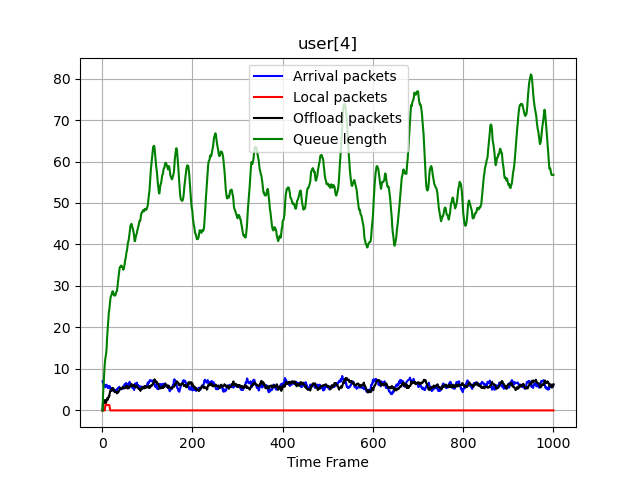 user[4]
Arrival packets
Local packets
Offload packets
Queue length
80
70
60
50
40
30
20
10
0
0 200 400 600 800 1000
Time Frame